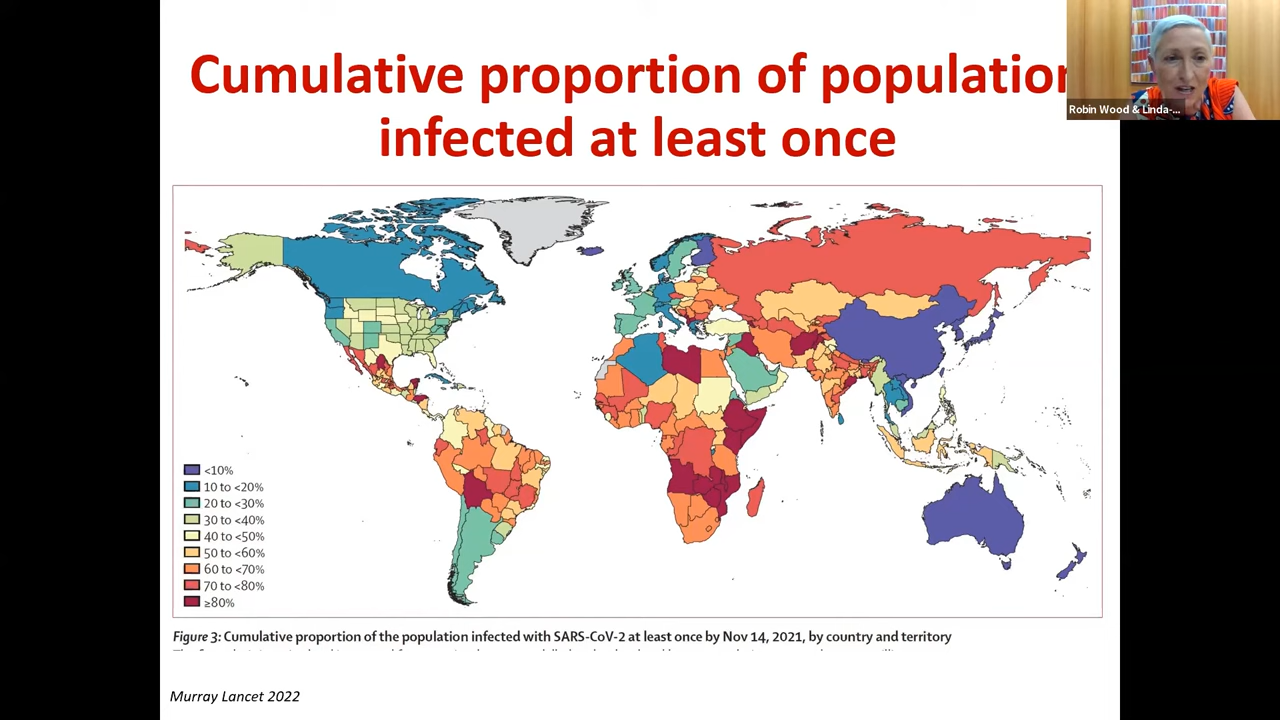 Cumulative proportion of population
infected at least once
Robin Wood & Linda-...
<10%
10 to <20%
20 to <30%
30 to <40%
40 to <50%
50 to <60%
60 to <70%
70 to <80%
≥80%
Figure 3: Cumulative proportion of the population infected with SARS-CoV-2 at least once by Nov 14, 2021, by country and territory
Murray Lancet 2022